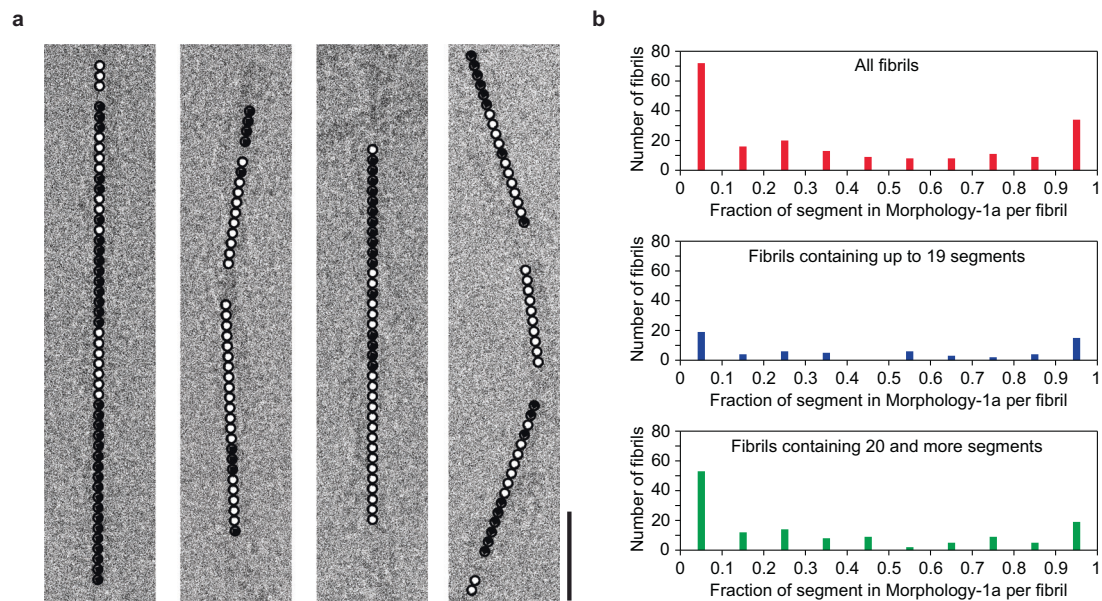 a
b
80
60
40
20
0
Number of fibrils
All fibrils
0 0.1 0.2 0.3 0.4 0.5 0.6 0.7 0.8 0.9 1
Fraction of segment in Morphology-1a per fibril
80
60
40
20
0
Number of fibrils
Fibrils containing up to 19 segments
0 0.1 0.2 0.3 0.4 0.5 0.6 0.7 0.8 0.9 1
Fraction of segment in Morphology-1a per fibril
80
60
40
20
0
Number of fibrils
Fibrils containing 20 and more segments
0 0.1 0.2 0.3 0.4 0.5 0.6 0.7 0.8 0.9 1
Fraction of segment in Morphology-1a per fibril